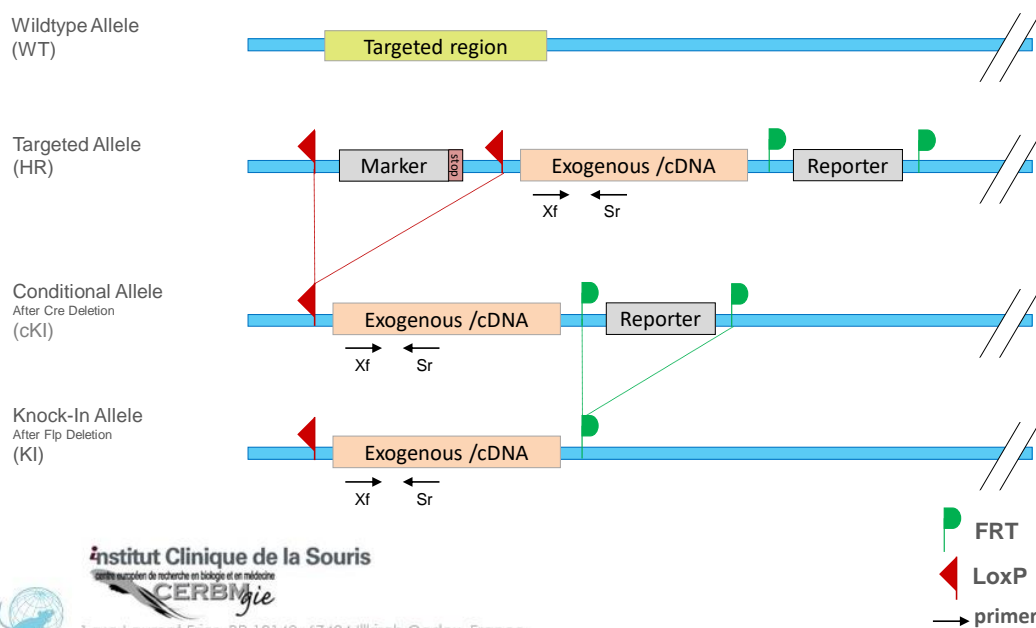 Wildtype Allele
(WT)
Targeted region
Targeted Allele
(HR)
Marker
stop
Exogenous /cDNA
Reporter
Xf
Sr
Conditional Allele
After Cre Deletion
(cKI)
Exogenous /cDNA
Reporter
Xf
Sr
Knock-In Allele
After Flp Deletion
(KI)
Exogenous /cDNA
Xf
Sr
FRT
LoxP
primer
institut Clinique de la Souris
centre européen de recherche en biologie et en médecine
CERBM gie